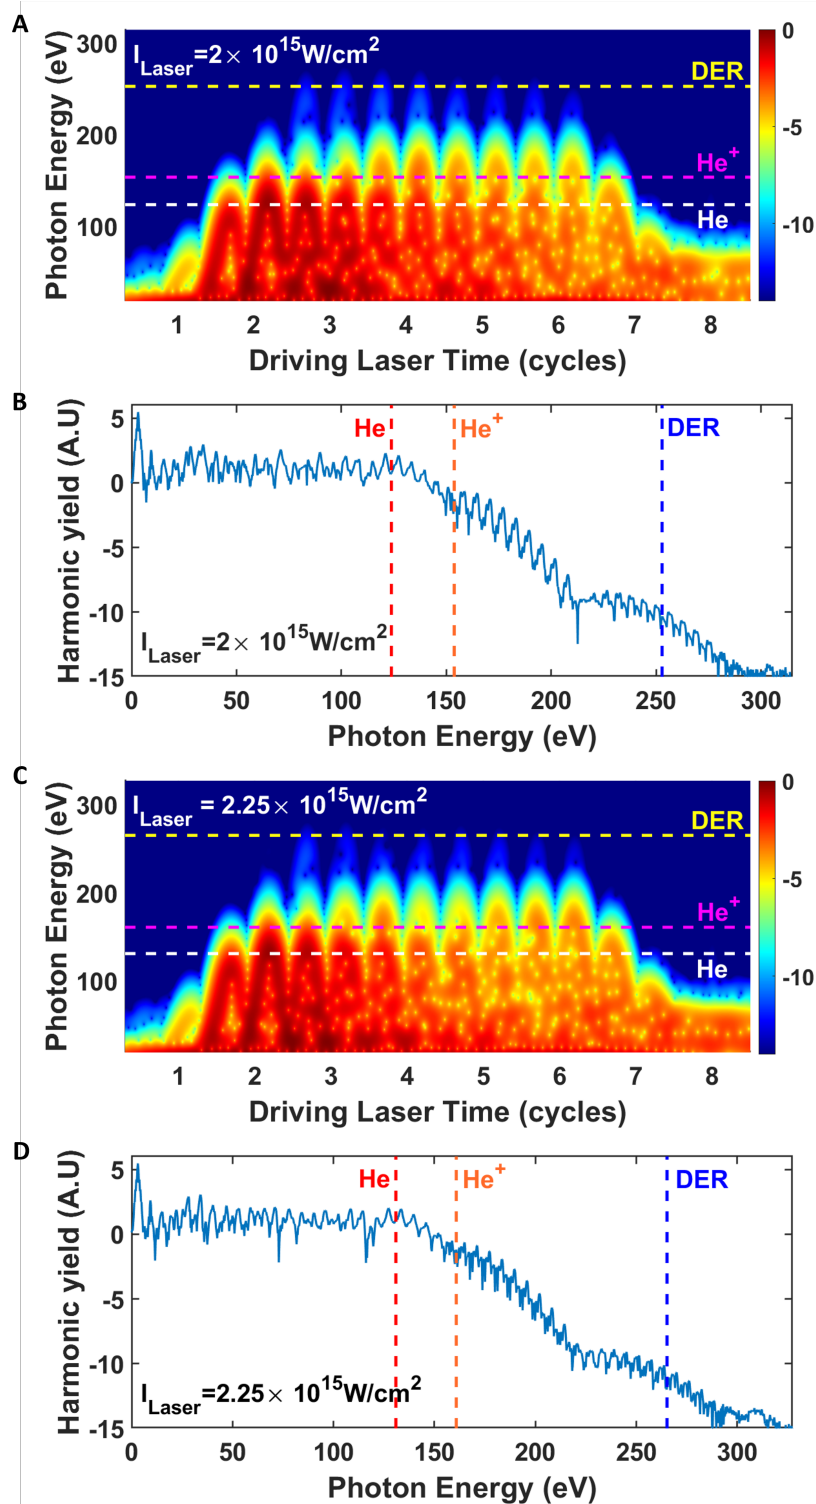 A
I_Laser=2× 10^15W/cm^2
DER
He^+
He
Photon Energy (eV)
300
200
100
1 2 3 4 5 6 7 8
Driving Laser Time (cycles)
0
-5
-10
B
Harmonic yield (A.U)
5
0
-5
-10
-15
He
He^+
DER
I_Laser=2× 10^15W/cm^2
0 50 100 150 200 250 300
Photon Energy (eV)
C
I_Laser = 2.25× 10^15W/cm^2
DER
He^+
He
Photon Energy (eV)
300
200
100
1 2 3 4 5 6 7 8
Driving Laser Time (cycles)
0
-5
-10
D
Harmonic yield (A.U)
5
0
-5
-10
-15
He
He^+
DER
I_Laser=2.25× 10^15W/cm^2
0 50 100 150 200 250 300
Photon Energy (eV)